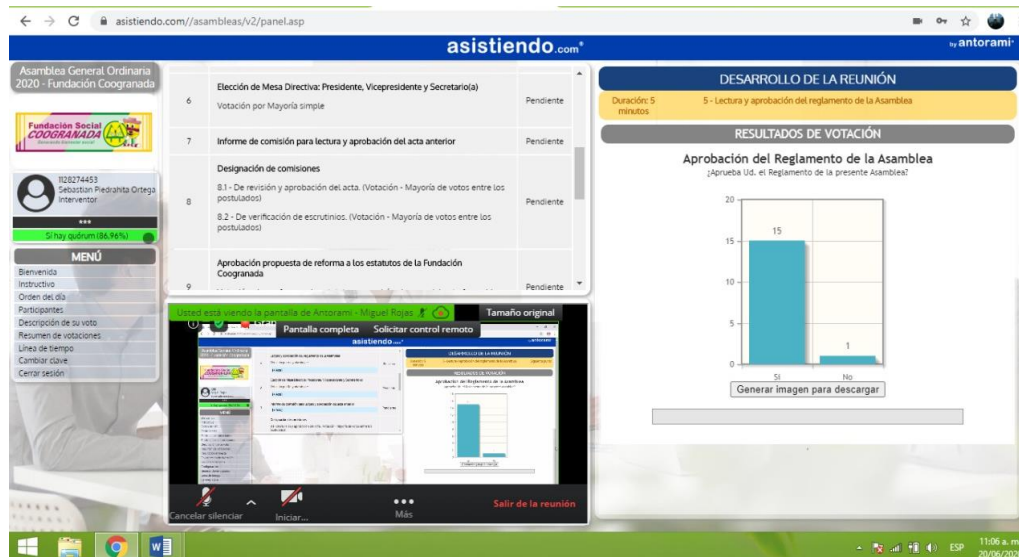 asistiendo.com//asambleas/v2/panel.asp
asistiendo.com®
by antorami®
Asamblea General Ordinaria
2020 - Fundación Coogranada
Fundación Social
COOGRANADA
1128274453
Sebastian Piedrahita Ortega
Interventor
***
Si hay quórum (86.96%)
MENÚ
Bienvenida
Instructivo
Orden del día
Participantes
Descripción de su voto
Resumen de votaciones
Línea de tiempo
Cambiar clave
Cerrar sesión
6
Elección de Mesa Directiva: Presidente, Vicepresidente y Secretario(a)
Votación por Mayoría simple
Pendiente
7
Informe de comisión para lectura y aprobación del acta anterior
Pendiente
8
Designación de comisiones
8.1 - De revisión y aprobación del acta. (Votación - Mayoría de votos entre los
postulados)
8.2 - De verificación de escrutinios. (Votación - Mayoría de votos entre los
postulados)
Pendiente
9
Aprobación propuesta de reforma a los estatutos de la Fundación
Coogranada
Pendiente
Usted está viendo la pantalla de Antorami - Miguel Rojas
Tamaño original
Pantalla completa
Solicitar control remoto
asistiendo.com
Cancelar silenciar
Iniciar...
Más
Salir de la reunión
DESARROLLO DE LA REUNIÓN
Duración: 5
minutos
5 - Lectura y aprobación del reglamento de la Asamblea
RESULTADOS DE VOTACIÓN
Aprobación del Reglamento de la Asamblea
¿Aprueba Ud. el Reglamento de la presente Asamblea?
20
15
10
5
0
15
1
Si
No
Generar imagen para descargar
ESP
11:06 a. m.